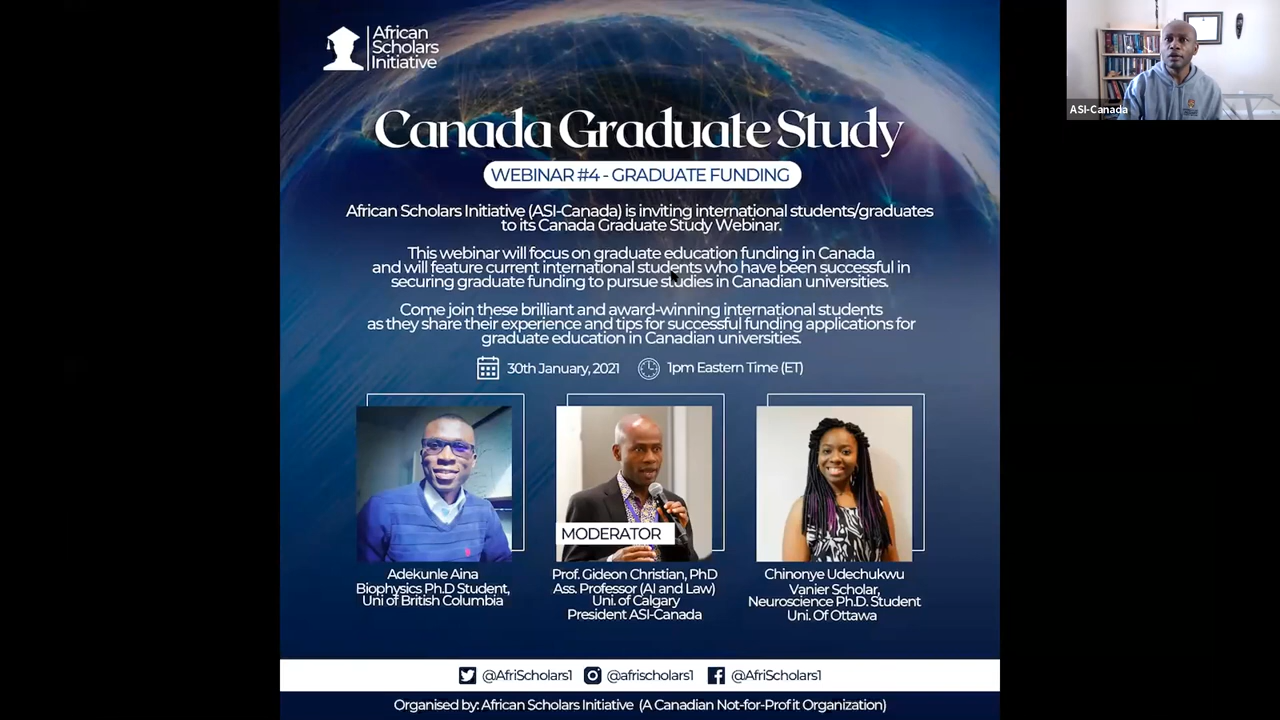 African
Scholars
Initiative
ASI-Canada
Canada Graduate Study
WEBINAR #4 - GRADUATE FUNDING
African Scholars Initiative (ASI-Canada) is inviting international students/graduates
to its Canada Graduate Study Webinar.
This webinar will focus on graduate education funding in Canada
and will feature current international students who have been successful in
securing graduate funding to pursue studies in Canadian universities.
Come join these brilliant and award-winning international students
as they share their experience and tips for successful funding applications for
graduate education in Canadian universities.
30th January, 2021 1pm Eastern Time (ET)
MODERATOR
Adekunle Aina
Biophysics Ph.D Student,
Uni of British Columbia
Prof. Gideon Christian, PhD
Ass. Professor (AI and Law)
Uni. of Calgary
President ASI-Canada
Chinonye Udechukwu
Vanier Scholar,
Neuroscience Ph.D. Student
Uni. Of Ottawa
@AfriScholars1 @afrischolars1 @AfriScholars1
Organised by: African Scholars Initiative (A Canadian Not-for-Profit Organization)